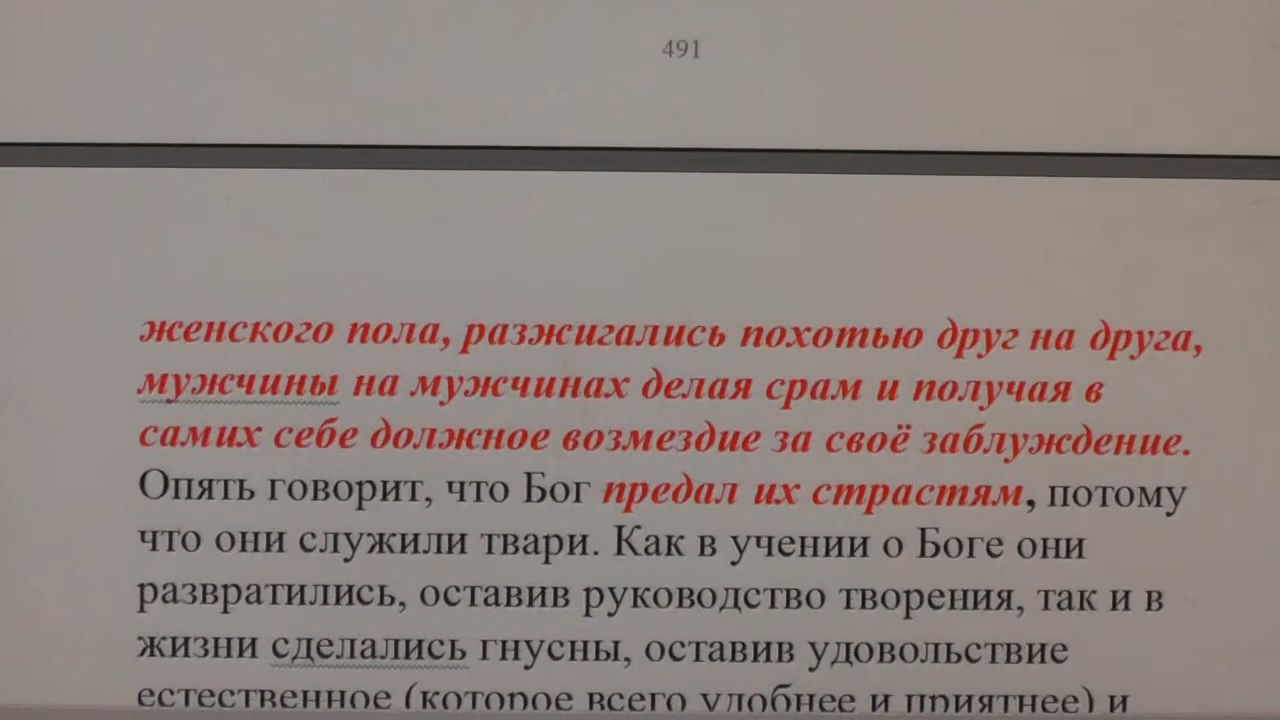 491
женского пола, разжигались похотью друг на друга,
мужчины на мужчинах делая срам и получая в
самих себе должное возмездие за своё заблуждение.
Опять говорит, что Бог предал их страстям, потому
что они служили твари. Как в учении о Боге они
развратились, оставив руководство творения, так и в
жизни сделались гнусны, оставив удовольствие
естественное (которое всего удобнее и приятнее) и